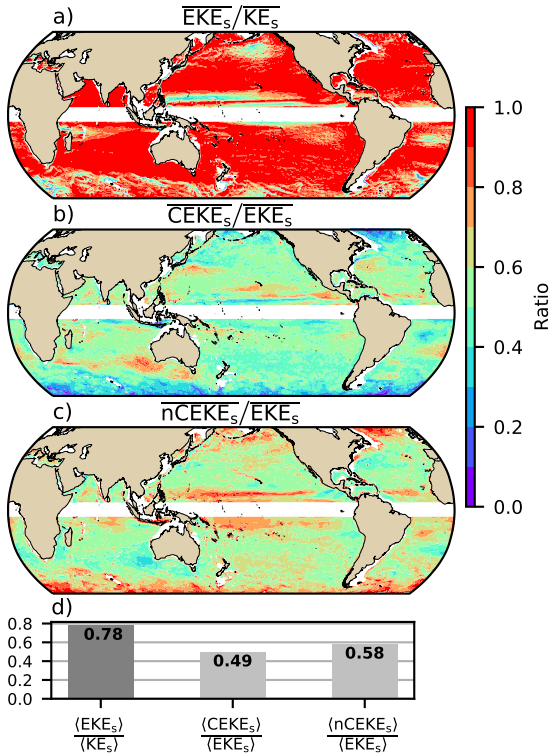 a) EKEₛ/KEₛ
1.0
b) CEKEₛ/EKEₛ
0.8
0.6
0.4
Ratio
c) nCEKEₛ/EKEₛ
0.2
0.0
d)
0.8
0.6
0.4
0.2
0.0
0.78
0.49
0.58
⟨EKEₛ⟩ ⟨CEKEₛ⟩ ⟨nCEKEₛ⟩
⟨KEₛ⟩ ⟨EKEₛ⟩ ⟨EKEₛ⟩